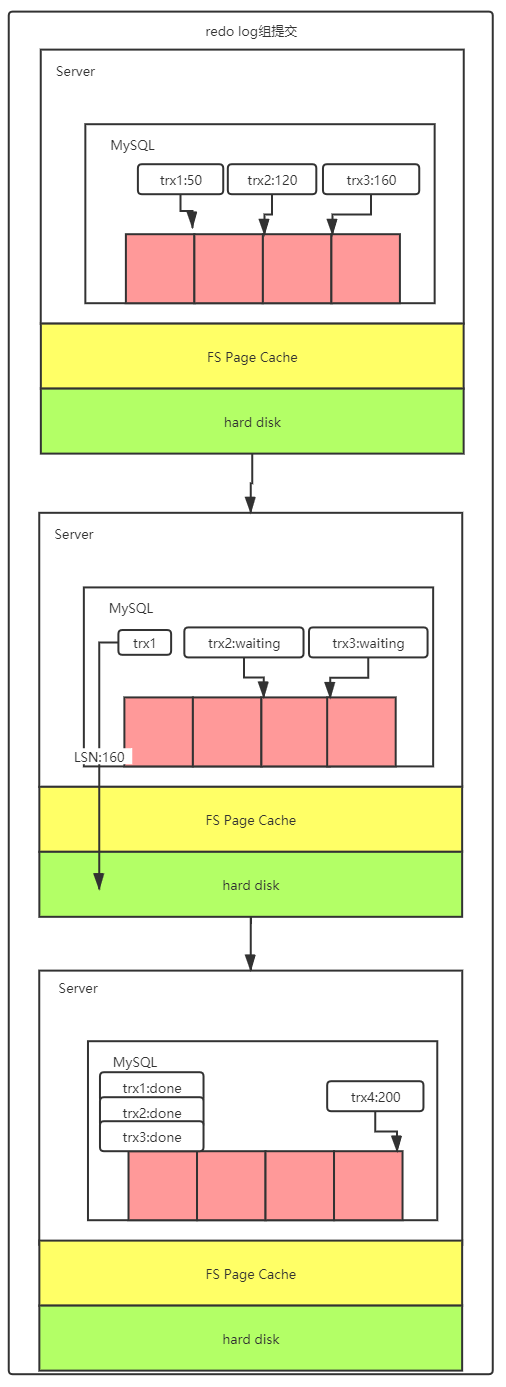 redo log组提交
Server
MySQL
trx1:50
trx2:120
trx3:160
FS Page Cache
hard disk
Server
MySQL
trx1
trx2:waiting
trx3:waiting
LSN:160
FS Page Cache
hard disk
Server
MySQL
trx1:done
trx2:done
trx3:done
trx4:200
FS Page Cache
hard disk